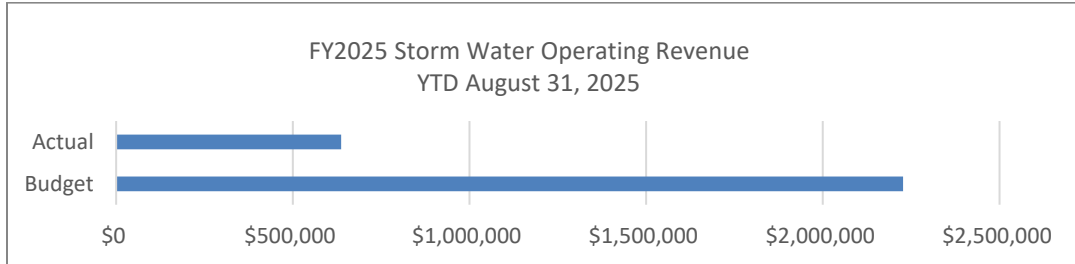 FY2025 Storm Water Operating Revenue
YTD August 31, 2025
Actual
Budget
$0 $500,000 $1,000,000 $1,500,000 $2,000,000 $2,500,000